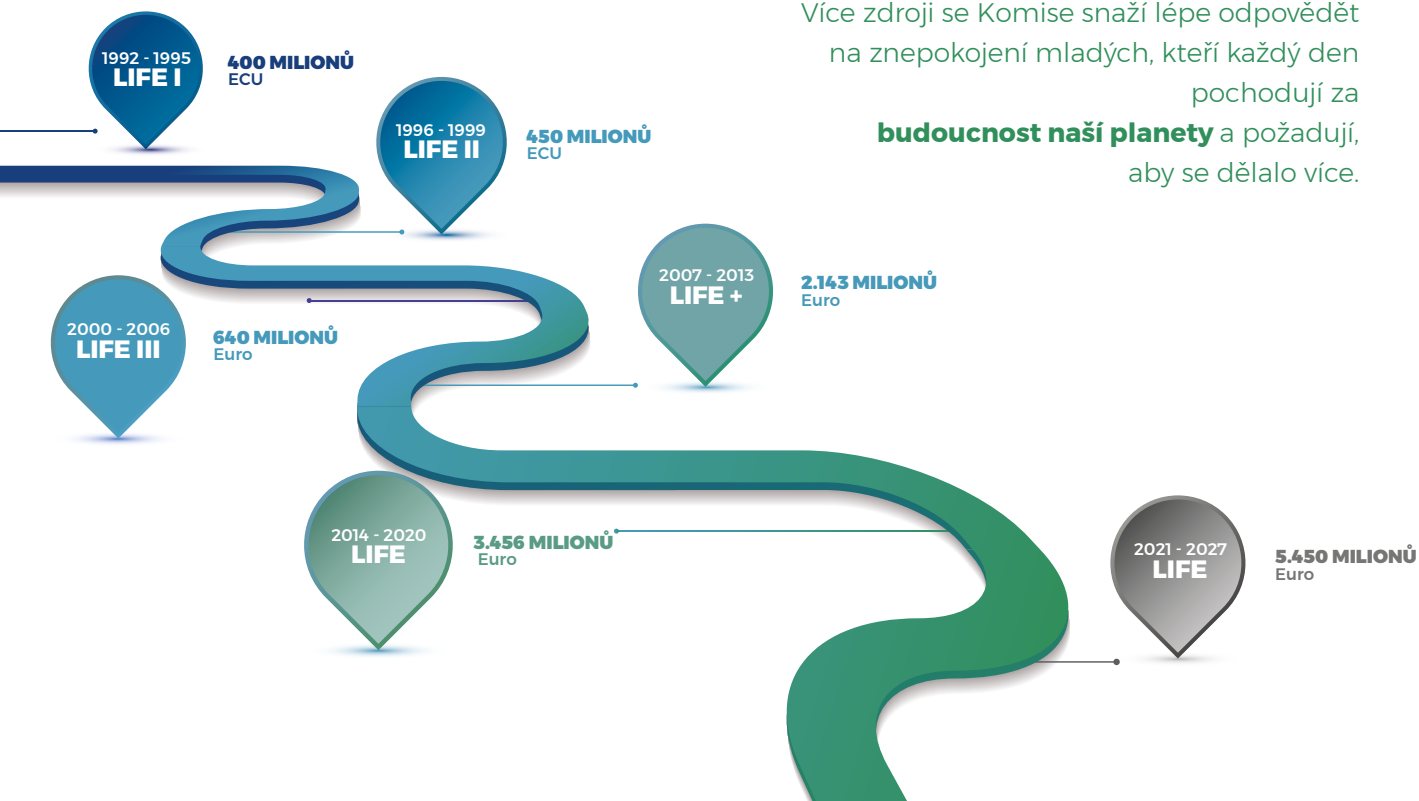 Více zdroji se Komise snaží lépe odpovědět
na znepokojení mladých, kteří každý den
pochodují za
budoucnost naší planety a požadují,
aby se dělalo více.
1992 - 1995
LIFE I
400 MILIONŮ
ECU
1996 - 1999
LIFE II
450 MILIONŮ
ECU
2000 - 2006
LIFE III
640 MILIONŮ
Euro
2007 - 2013
LIFE +
2.143 MILIONŮ
Euro
2014 - 2020
LIFE
3.456 MILIONŮ
Euro
2021 - 2027
LIFE
5.450 MILIONŮ
Euro